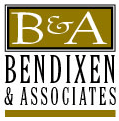 B&A
BENDIXEN
& ASSOCIATES